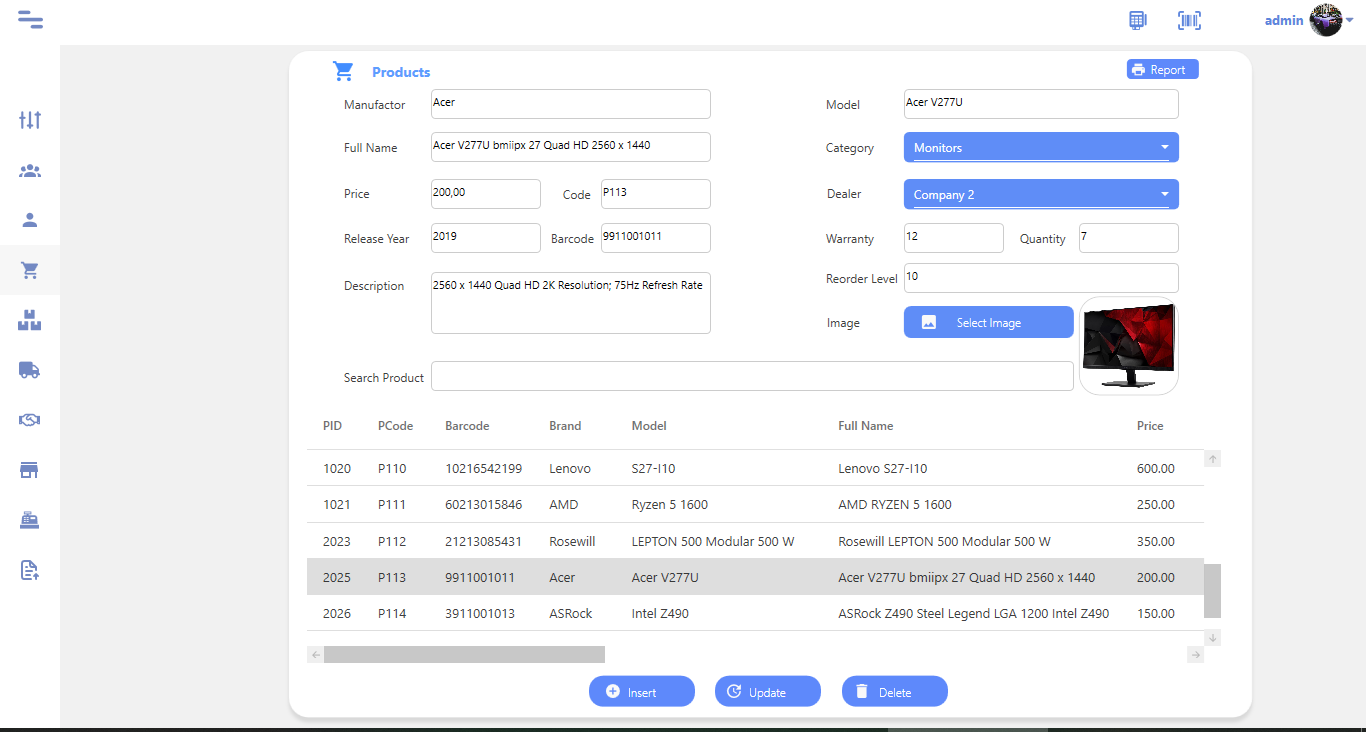 admin
Products
Report
Manufactor Acer Model Acer V277U
Full Name Acer V277U bmiipx 27 Quad HD 2560 x 1440 Category Monitors
Price 200,00 Code P113 Dealer Company 2
Release Year 2019 Barcode 9911001011 Warranty 12 Quantity 7
Description 2560 x 1440 Quad HD 2K Resolution; 75Hz Refresh Rate Reorder Level 10
Image Select Image
Search Product
PID PCode Barcode Brand Model Full Name Price
1020 P110 10216542199 Lenovo S27-I10 Lenovo S27-I10 600.00
1021 P111 60213015846 AMD Ryzen 5 1600 AMD RYZEN 5 1600 250.00
2023 P112 21213085431 Rosewill LEPTON 500 Modular 500 W Rosewill LEPTON 500 Modular 500 W 350.00
2025 P113 9911001011 Acer Acer V277U Acer V277U bmiipx 27 Quad HD 2560 x 1440 200.00
2026 P114 3911001013 ASRock Intel Z490 ASRock Z490 Steel Legend LGA 1200 Intel Z490 150.00
Insert Update Delete